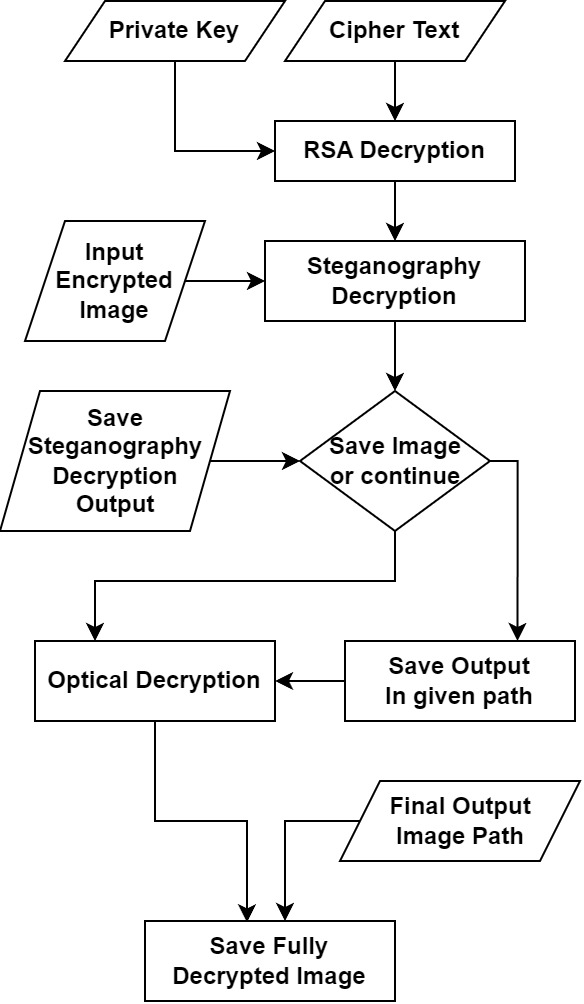 Private Key
Cipher Text
RSA Decryption
Input
Encrypted
Image
Steganography
Decryption
Save
Steganography
Decryption
Output
Save Image
or continue
Optical Decryption
Save Output
In given path
Final Output
Image Path
Save Fully
Decrypted Image